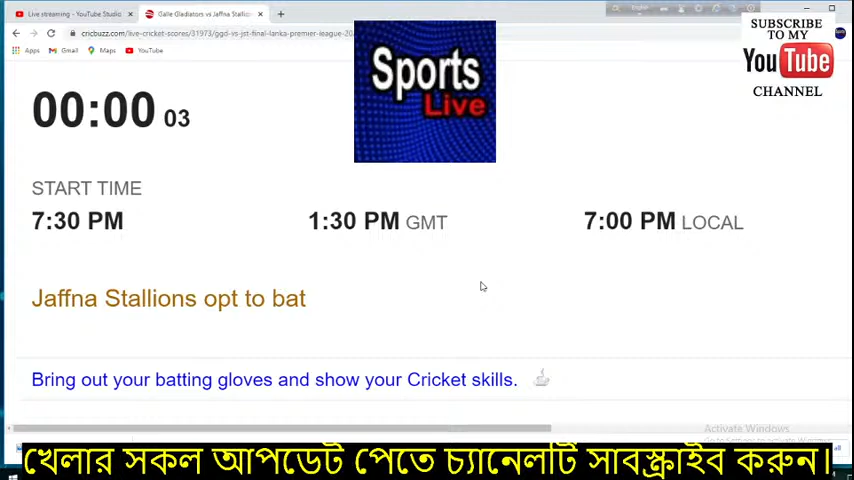 Live streaming - YouTube Studio
Galle Gladiators vs Jaffna Stallio
cricbuzz.com/live-cricket-scores/31973/ggd-vs-jst-final-lanka-premier-league-20
Apps Gmail Maps YouTube
Sports
Live
SUBSCRIBE
TO MY
YouTube
CHANNEL
00:00 03
START TIME
7:30 PM 1:30 PM GMT 7:00 PM LOCAL
Jaffna Stallions opt to bat
Bring out your batting gloves and show your Cricket skills.
Activate Windows
খেলার সকল আপডেট পেতে চ্যানেলটি সাবস্ক্রাইব করুন।